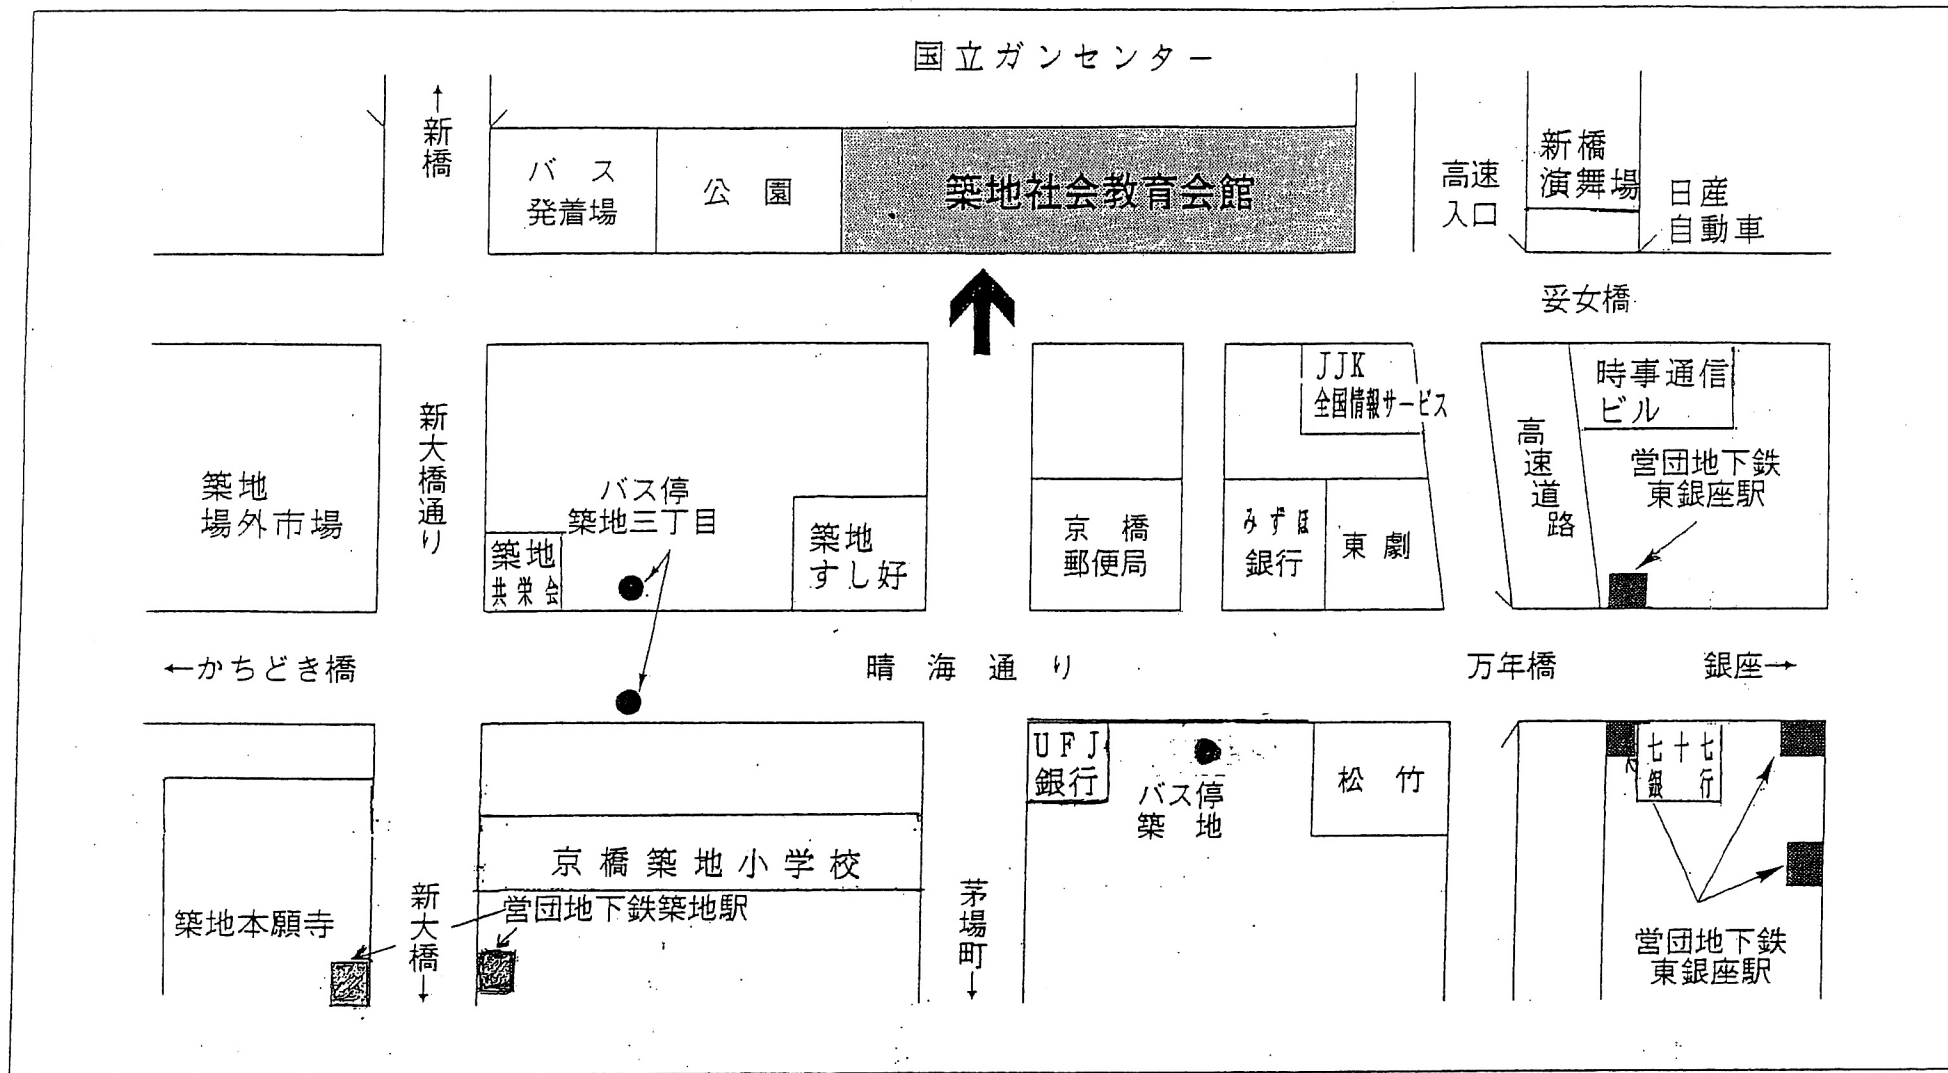 国立ガンセンター
↑新橋
バス
発着場
公園
築地社会教育会館
高速
入口
新橋
演舞場
日産
自動車
妥女橋
築地
場外市場
新大橋通り
バス停
築地三丁目
築地
共栄会
築地
すし好
京橋
郵便局
JJK
全国情報サービス
みずほ
銀行
東劇
高速道路
時事通信
ビル
営団地下鉄
東銀座駅
←かちどき橋
晴海通り
万年橋
銀座→
UFJ
銀行
バス停
築地
松竹
七十七
銀行
京橋築地小学校
築地本願寺
新大橋↓
営団地下鉄築地駅
茅場町↓
営団地下鉄
東銀座駅